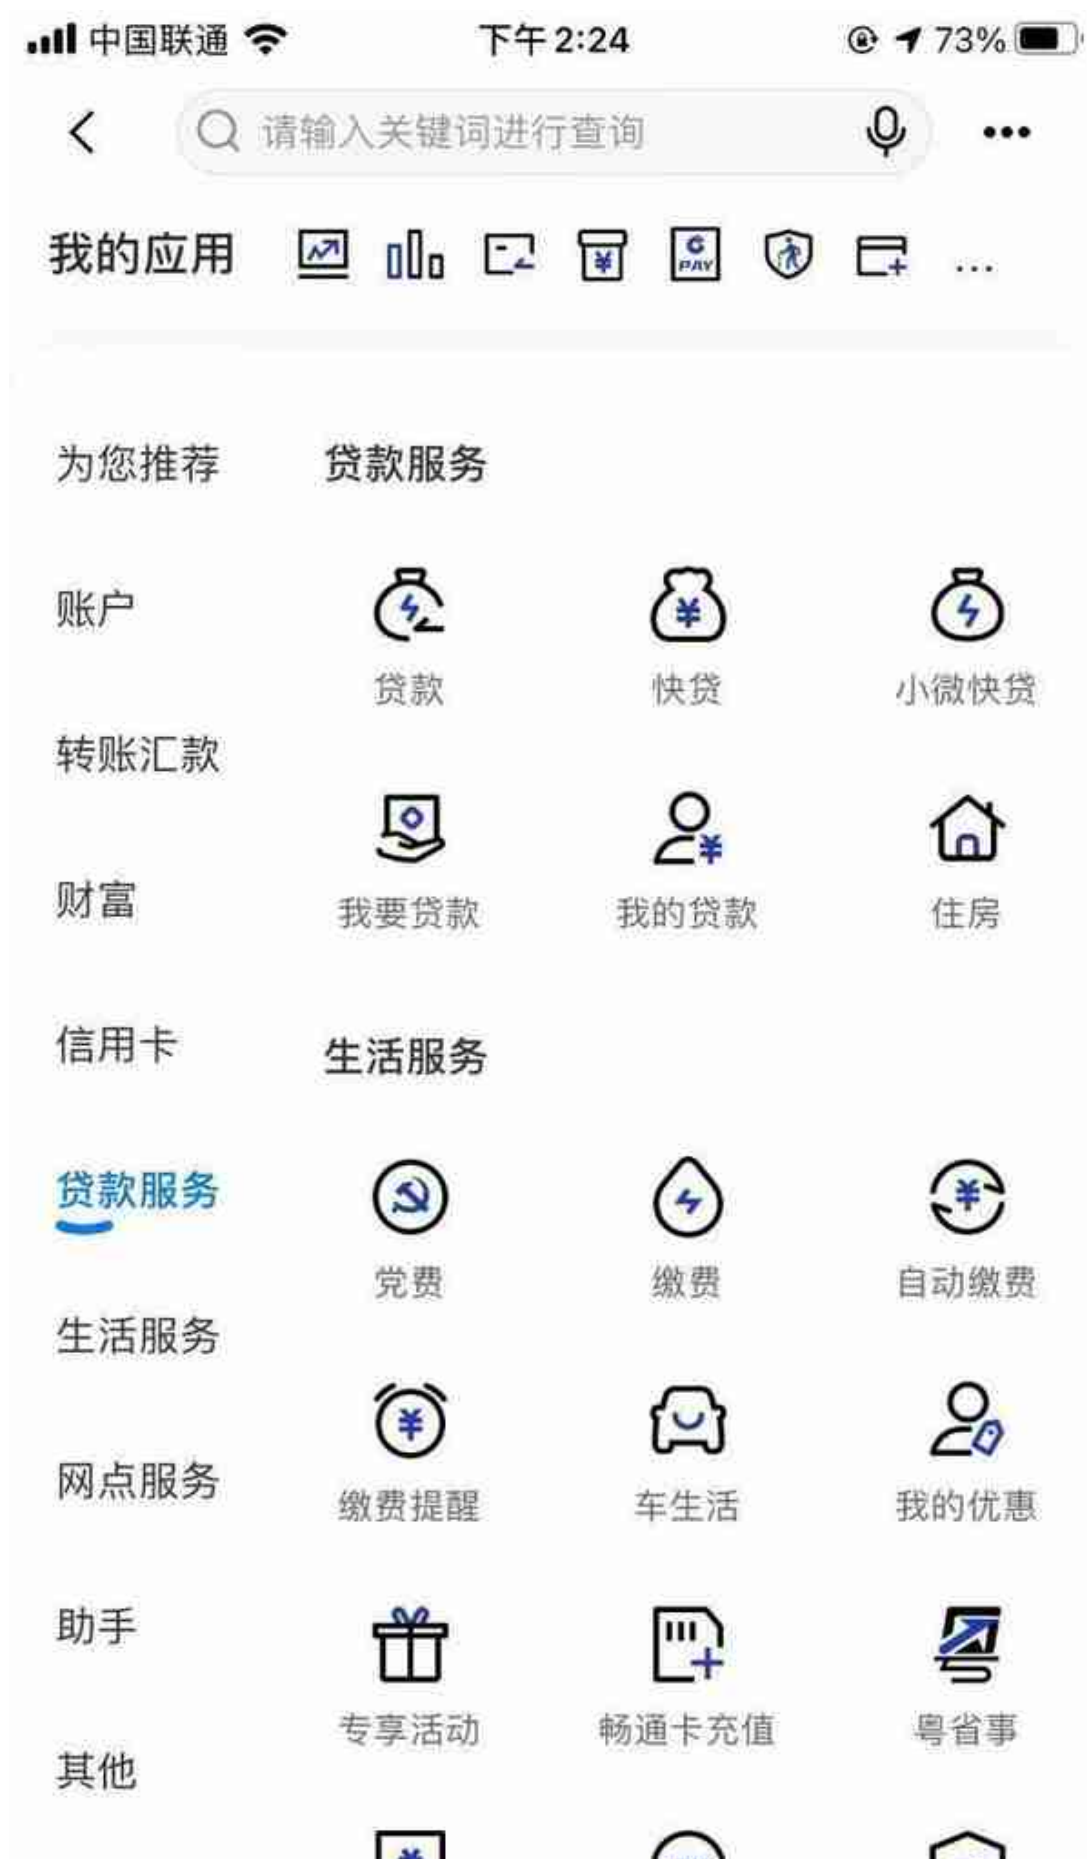 中国联通 下午2:24 73%
请输入关键词进行查询
我的应用 PAY ...
为您推荐 贷款服务
账户
贷款 快贷 小微快贷
转账汇款
财富
我要贷款 我的贷款 住房
信用卡 生活服务
贷款服务
党费 缴费 自动缴费
生活服务
网点服务
缴费提醒 车生活 我的优惠
助手
专享活动 畅通卡充值 粤省事
其他